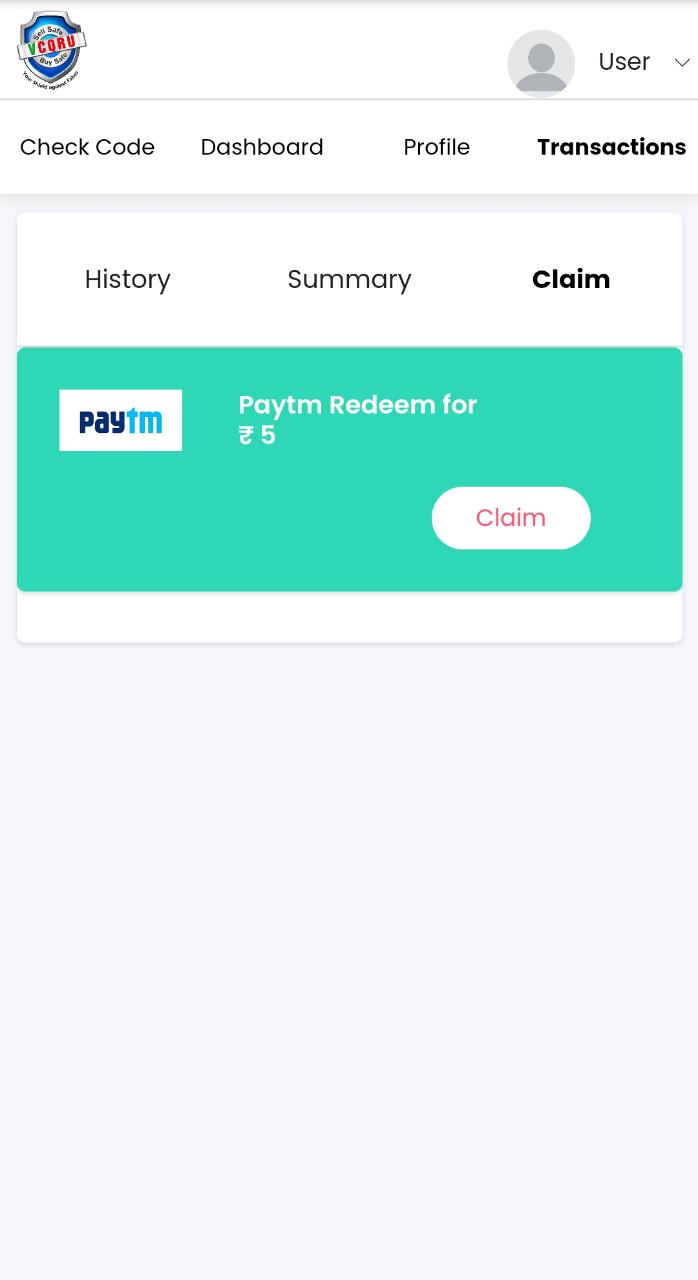 Sell Safe
VCQRU
Buy Safe
Your Shield against Fakes
User
Check Code Dashboard Profile Transactions
History Summary Claim
paytm
Paytm Redeem for
₹ 5
Claim